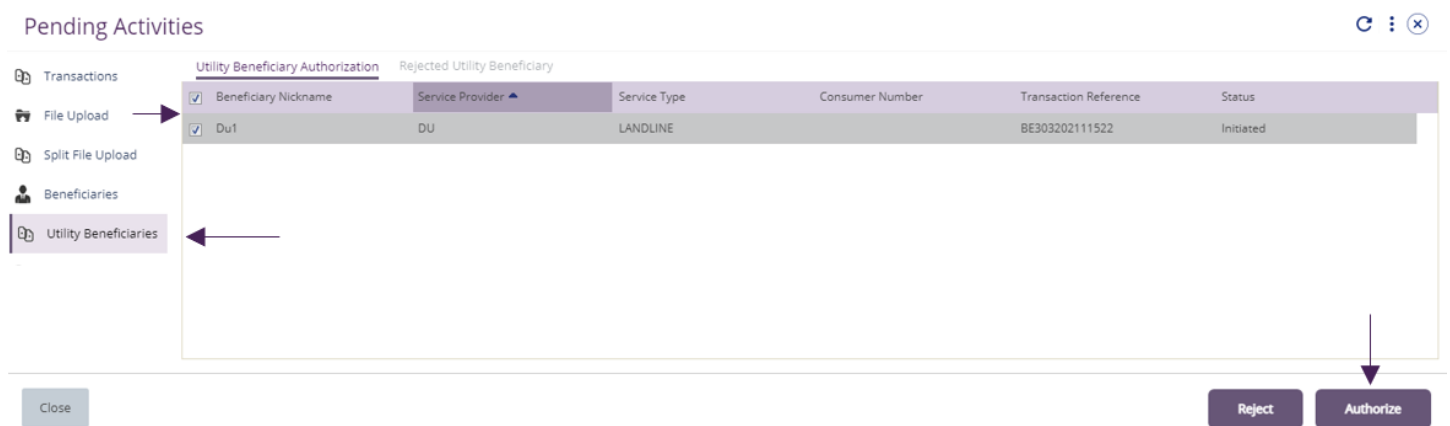 Pending Activities
Transactions
File Upload
Split File Upload
Beneficiaries
Utility Beneficiaries
Utility Beneficiary Authorization Rejected Utility Beneficiary
Beneficiary Nickname Service Provider Service Type Consumer Number Transaction Reference Status
Du1 DU LANDLINE BE303202111522 Initiated
Close Reject Authorize